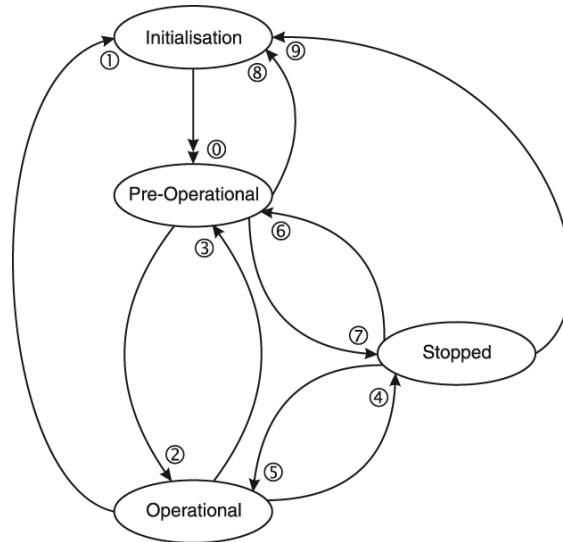 Initialisation
①
⑧
⑨
⓪
Pre-Operational
③
⑥
⑦
Stopped
④
②
⑤
Operational